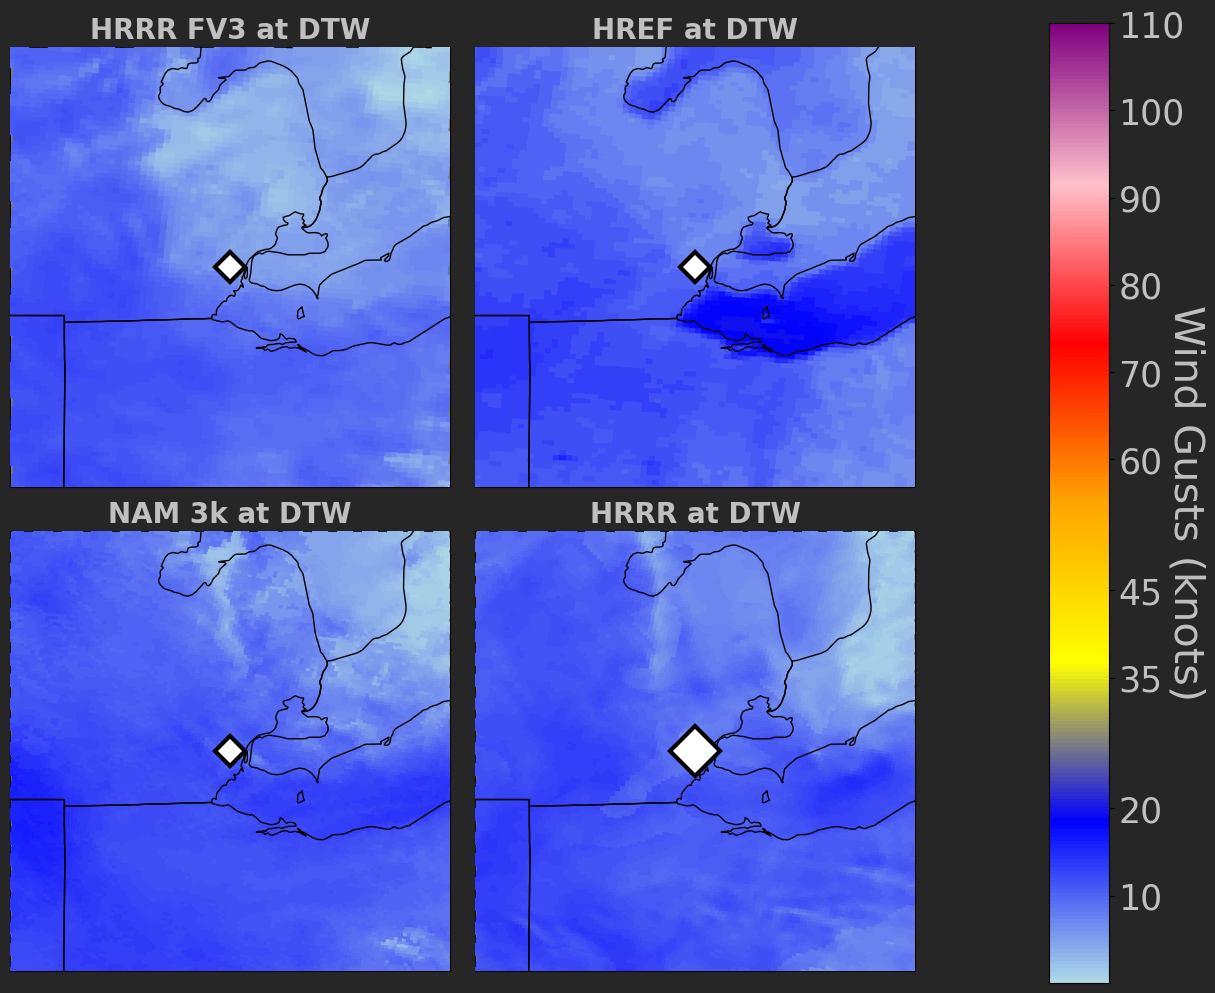 HRRR FV3 at DTW
HREF at DTW
NAM 3k at DTW
HRRR at DTW
110
100
90
80
70
60
45
35
20
10
Wind Gusts (knots)